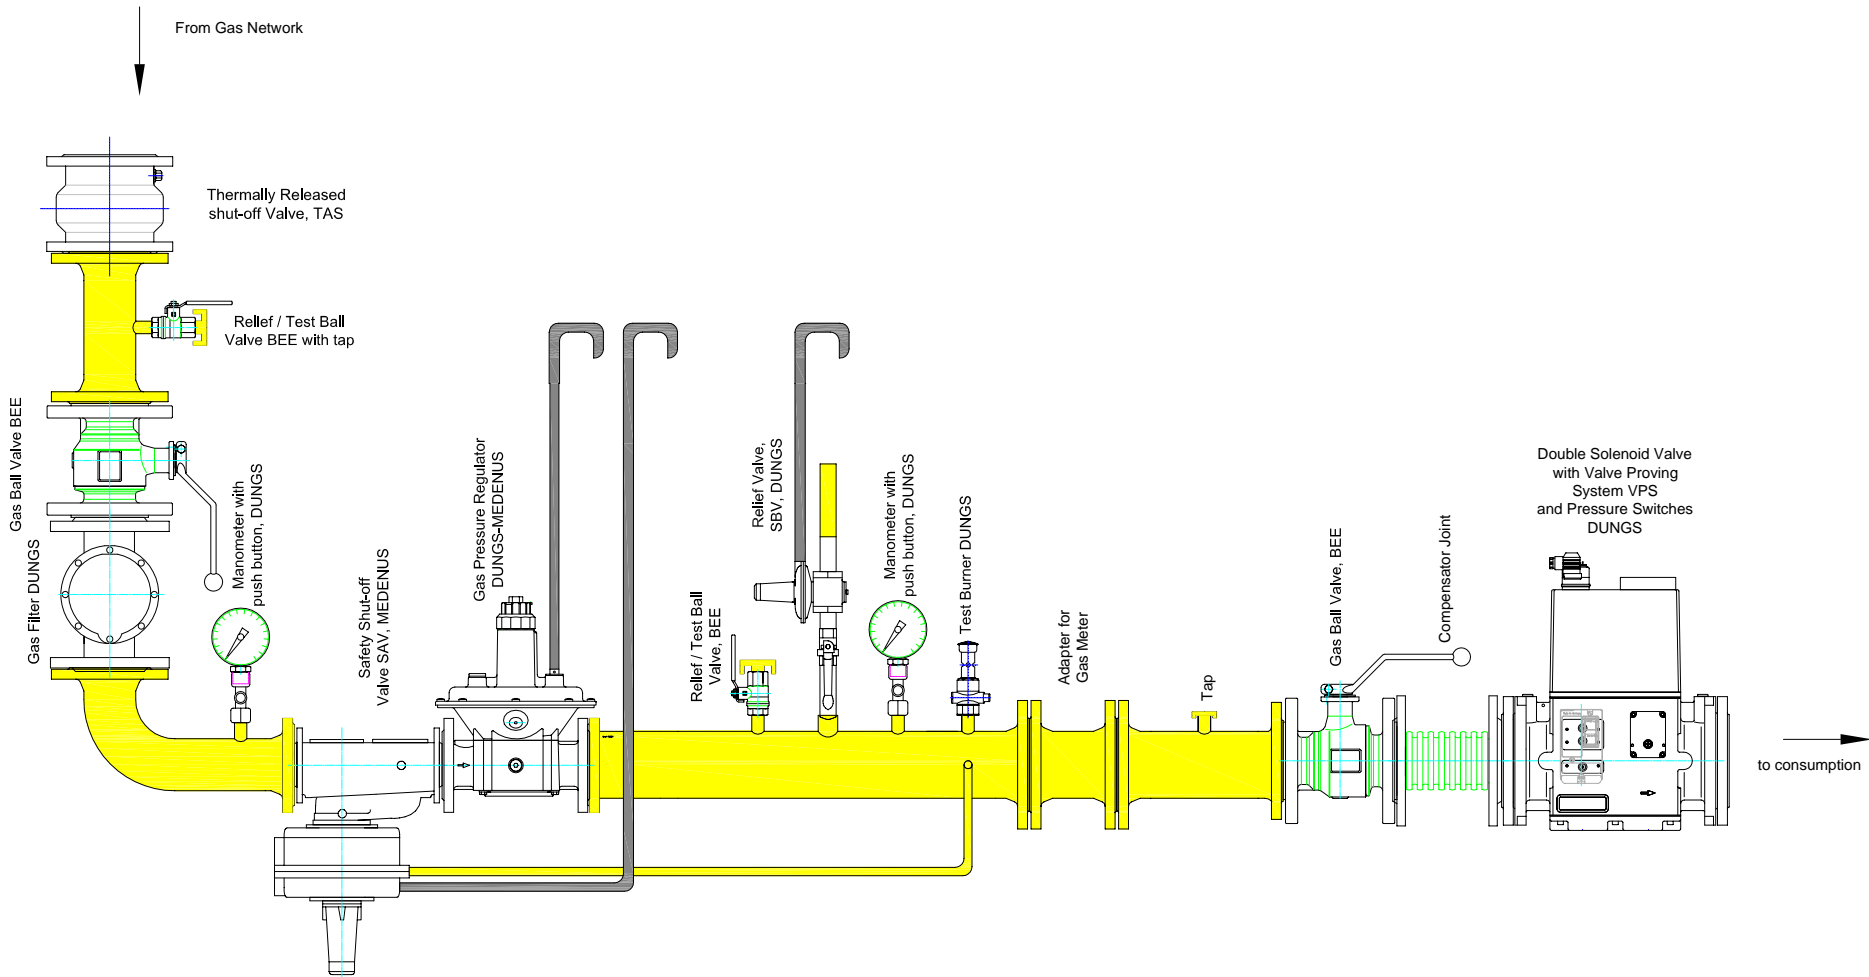 From Gas Network
Thermally Released
shut-off Valve, TAS
Rellef / Test Ball
Valve BEE with tap
Gas Ball Valve BEE
Gas Filter DUNGS
Manometer with
push button, DUNGS
Safety Shut-off
Valve SAV, MEDENUS
Gas Pressure Regulator
DUNGS-MEDENUS
Rellef / Test Ball
Valve, BEE
Relief Valve,
SBV, DUNGS
Manometer with
push button, DUNGS
Test Burner DUNGS
Adapter for
Gas Meter
Tap
Gas Ball Valve, BEE
Compensator Joint
Double Solenoid Valve
with Valve Proving
System VPS
and Pressure Switches
DUNGS
to consumption